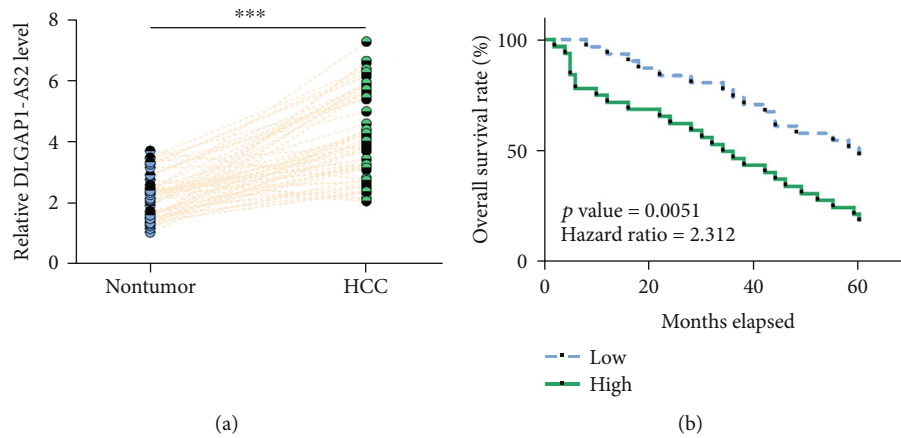 Relative DLGAP1-AS2 level
8
6
4
2
0
***
Nontumor
HCC
(a)
Overall survival rate (%)
100
50
0
p value = 0.0051
Hazard ratio = 2.312
0
20
40
60
Months elapsed
Low
High
(b)